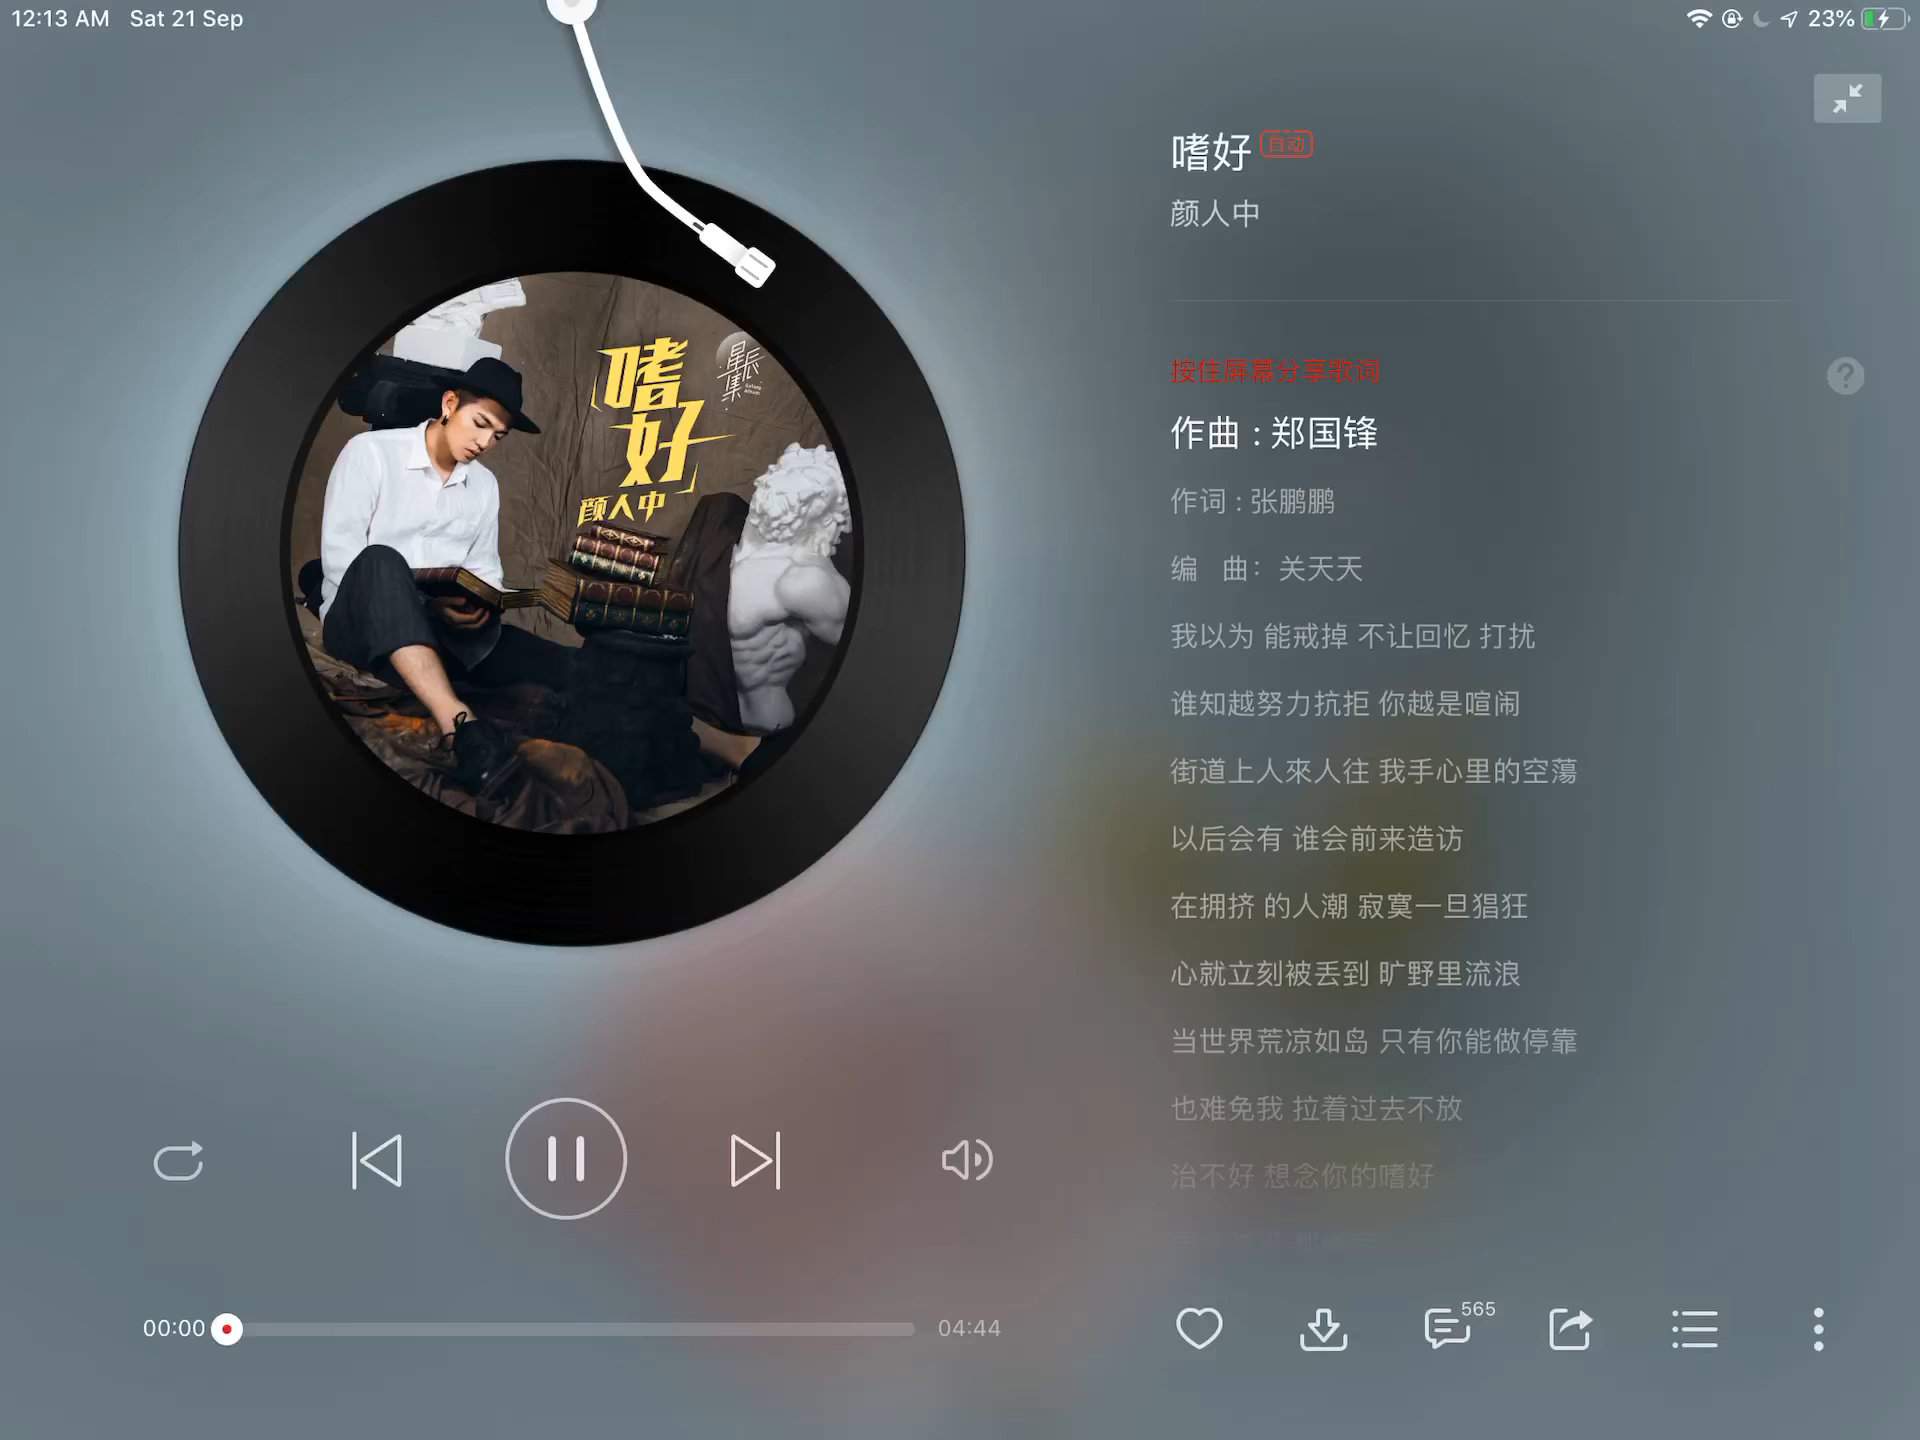 12:13 AM Sat 21 Sep
23%
嗜好 自动
颜人中
嗜好
颜人中
星辰集
按住屏幕分享歌词
作曲 : 郑国锋
作词 : 张鹏鹏
编 曲： 关天天
我以为 能戒掉 不让回忆 打扰
谁知越努力抗拒 你越是喧闹
街道上人來人往 我手心里的空蕩
以后会有 谁会前来造访
在拥挤 的人潮 寂寞一旦猖狂
心就立刻被丢到 旷野里流浪
当世界荒凉如岛 只有你能做停靠
也难免我 拉着过去不放
治不好 想念你的嗜好
00:00
04:44
565